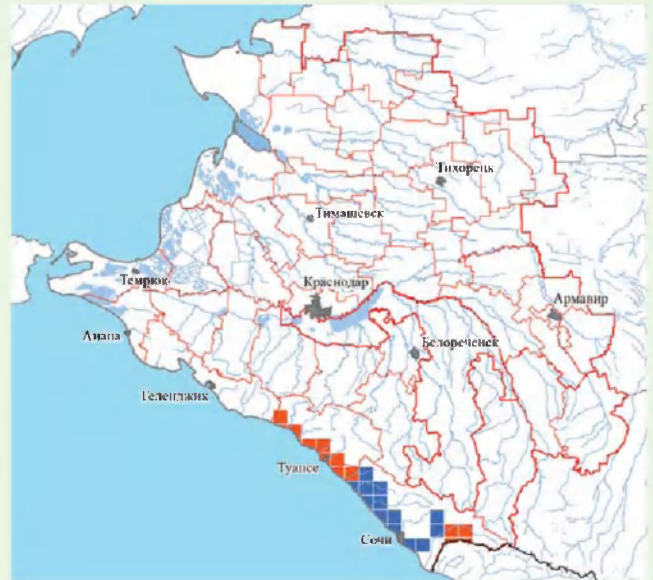 Тихорецк
Тимашевск
Темрюк
Краснодар
Армавир
Анапа
Белореченск
Геленджик
Туапсе
Сочи